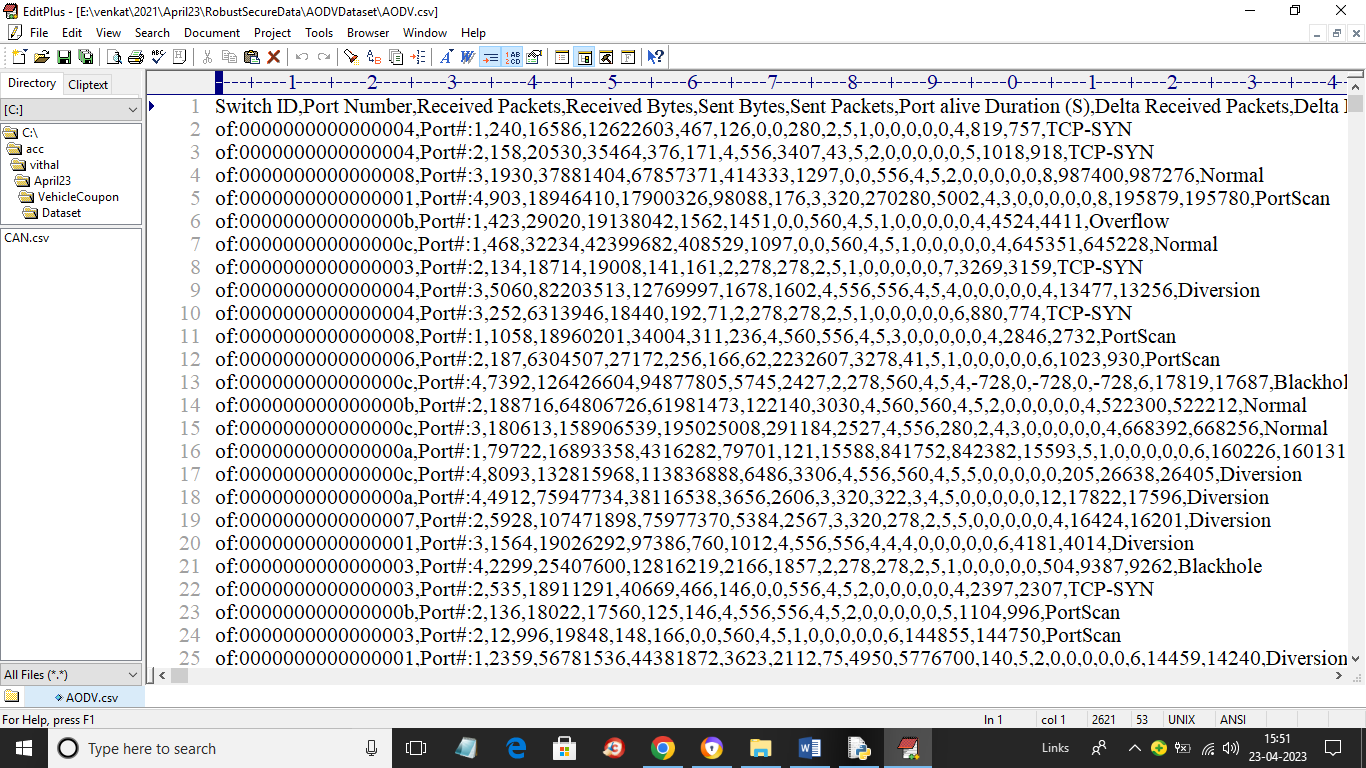 EditPlus - [E:\venkat\2021\April23\RobustSecureData\AODVDataset\AODV.csv]
File Edit View Search Document Project Tools Browser Window Help
Directory Cliptext
[C:]
C:\
acc
vithal
April23
VehicleCoupon
Dataset
CAN.csv
----+----1----+----2----+----3----+----4----+----5----+----6----+----7----+----8----+----9----+----0----+----1----+----2----+----3----+----4-
1 Switch ID,Port Number,Received Packets,Received Bytes,Sent Bytes,Sent Packets,Port alive Duration (S),Delta Received Packets,Delta
2 of:0000000000000004,Port#:1,240,16586,12622603,467,126,0,0,280,2,5,1,0,0,0,0,0,4,819,757,TCP-SYN
3 of:0000000000000004,Port#:2,158,20530,35464,376,171,4,556,3407,43,5,2,0,0,0,0,0,5,1018,918,TCP-SYN
4 of:0000000000000008,Port#:3,1930,37881404,67857371,414333,1297,0,0,556,4,5,2,0,0,0,0,0,8,987400,987276,Normal
5 of:0000000000000001,Port#:4,903,18946410,17900326,98088,176,3,320,270280,5002,4,3,0,0,0,0,0,8,195879,195780,PortScan
6 of:000000000000000b,Port#:1,423,29020,19138042,1562,1451,0,0,560,4,5,1,0,0,0,0,0,4,4524,4411,Overflow
7 of:000000000000000c,Port#:1,468,32234,42399682,408529,1097,0,0,560,4,5,1,0,0,0,0,0,4,645351,645228,Normal
8 of:0000000000000003,Port#:2,134,18714,19008,141,161,2,278,278,2,5,1,0,0,0,0,0,7,3269,3159,TCP-SYN
9 of:0000000000000004,Port#:3,5060,82203513,12769997,1678,1602,4,556,556,4,5,4,0,0,0,0,0,4,13477,13256,Diversion
10 of:0000000000000004,Port#:3,252,6313946,18440,192,71,2,278,278,2,5,1,0,0,0,0,0,6,880,774,TCP-SYN
11 of:0000000000000008,Port#:1,1058,18960201,34004,311,236,4,560,556,4,5,3,0,0,0,0,0,4,2846,2732,PortScan
12 of:0000000000000006,Port#:2,187,6304507,27172,256,166,62,2232607,3278,41,5,1,0,0,0,0,0,6,1023,930,PortScan
13 of:000000000000000c,Port#:4,7392,126426604,94877805,5745,2427,2,278,560,4,5,4,-728,0,-728,0,-728,6,17819,17687,Blackhol
14 of:000000000000000b,Port#:2,188716,64806726,61981473,122140,3030,4,560,560,4,5,2,0,0,0,0,0,4,522300,522212,Normal
15 of:000000000000000c,Port#:3,180613,158906539,195025008,291184,2527,4,556,280,2,4,3,0,0,0,0,0,4,668392,668256,Normal
16 of:000000000000000a,Port#:1,79722,16893358,4316282,79701,121,15588,841752,842382,15593,5,1,0,0,0,0,0,6,160226,160131
17 of:000000000000000c,Port#:4,8093,132815968,113836888,6486,3306,4,556,560,4,5,5,0,0,0,0,0,205,26638,26405,Diversion
18 of:000000000000000a,Port#:4,4912,75947734,38116538,3656,2606,3,320,322,3,4,5,0,0,0,0,0,12,17822,17596,Diversion
19 of:0000000000000007,Port#:2,5928,107471898,75977370,5384,2567,3,320,278,2,5,5,0,0,0,0,0,4,16424,16201,Diversion
20 of:0000000000000001,Port#:3,1564,19026292,97386,760,1012,4,556,556,4,4,4,0,0,0,0,0,6,4181,4014,Diversion
21 of:0000000000000003,Port#:4,2299,25407600,12816219,2166,1857,2,278,278,2,5,1,0,0,0,0,0,504,9387,9262,Blackhole
22 of:0000000000000003,Port#:2,535,18911291,40669,466,146,0,0,556,4,5,2,0,0,0,0,0,4,2397,2307,TCP-SYN
23 of:000000000000000b,Port#:2,136,18022,17560,125,146,4,556,556,4,5,2,0,0,0,0,0,5,1104,996,PortScan
24 of:0000000000000003,Port#:2,12,996,19848,148,166,0,0,560,4,5,1,0,0,0,0,0,6,144855,144750,PortScan
25 of:0000000000000001,Port#:1,2359,56781536,44381872,3623,2112,75,4950,5776700,140,5,2,0,0,0,0,0,6,14459,14240,Diversion
All Files (*.*)
AODV.csv
For Help, press F1 ln 1 col 1 2621 53 UNIX ANSI
Type here to search Links 15:51
23-04-2023